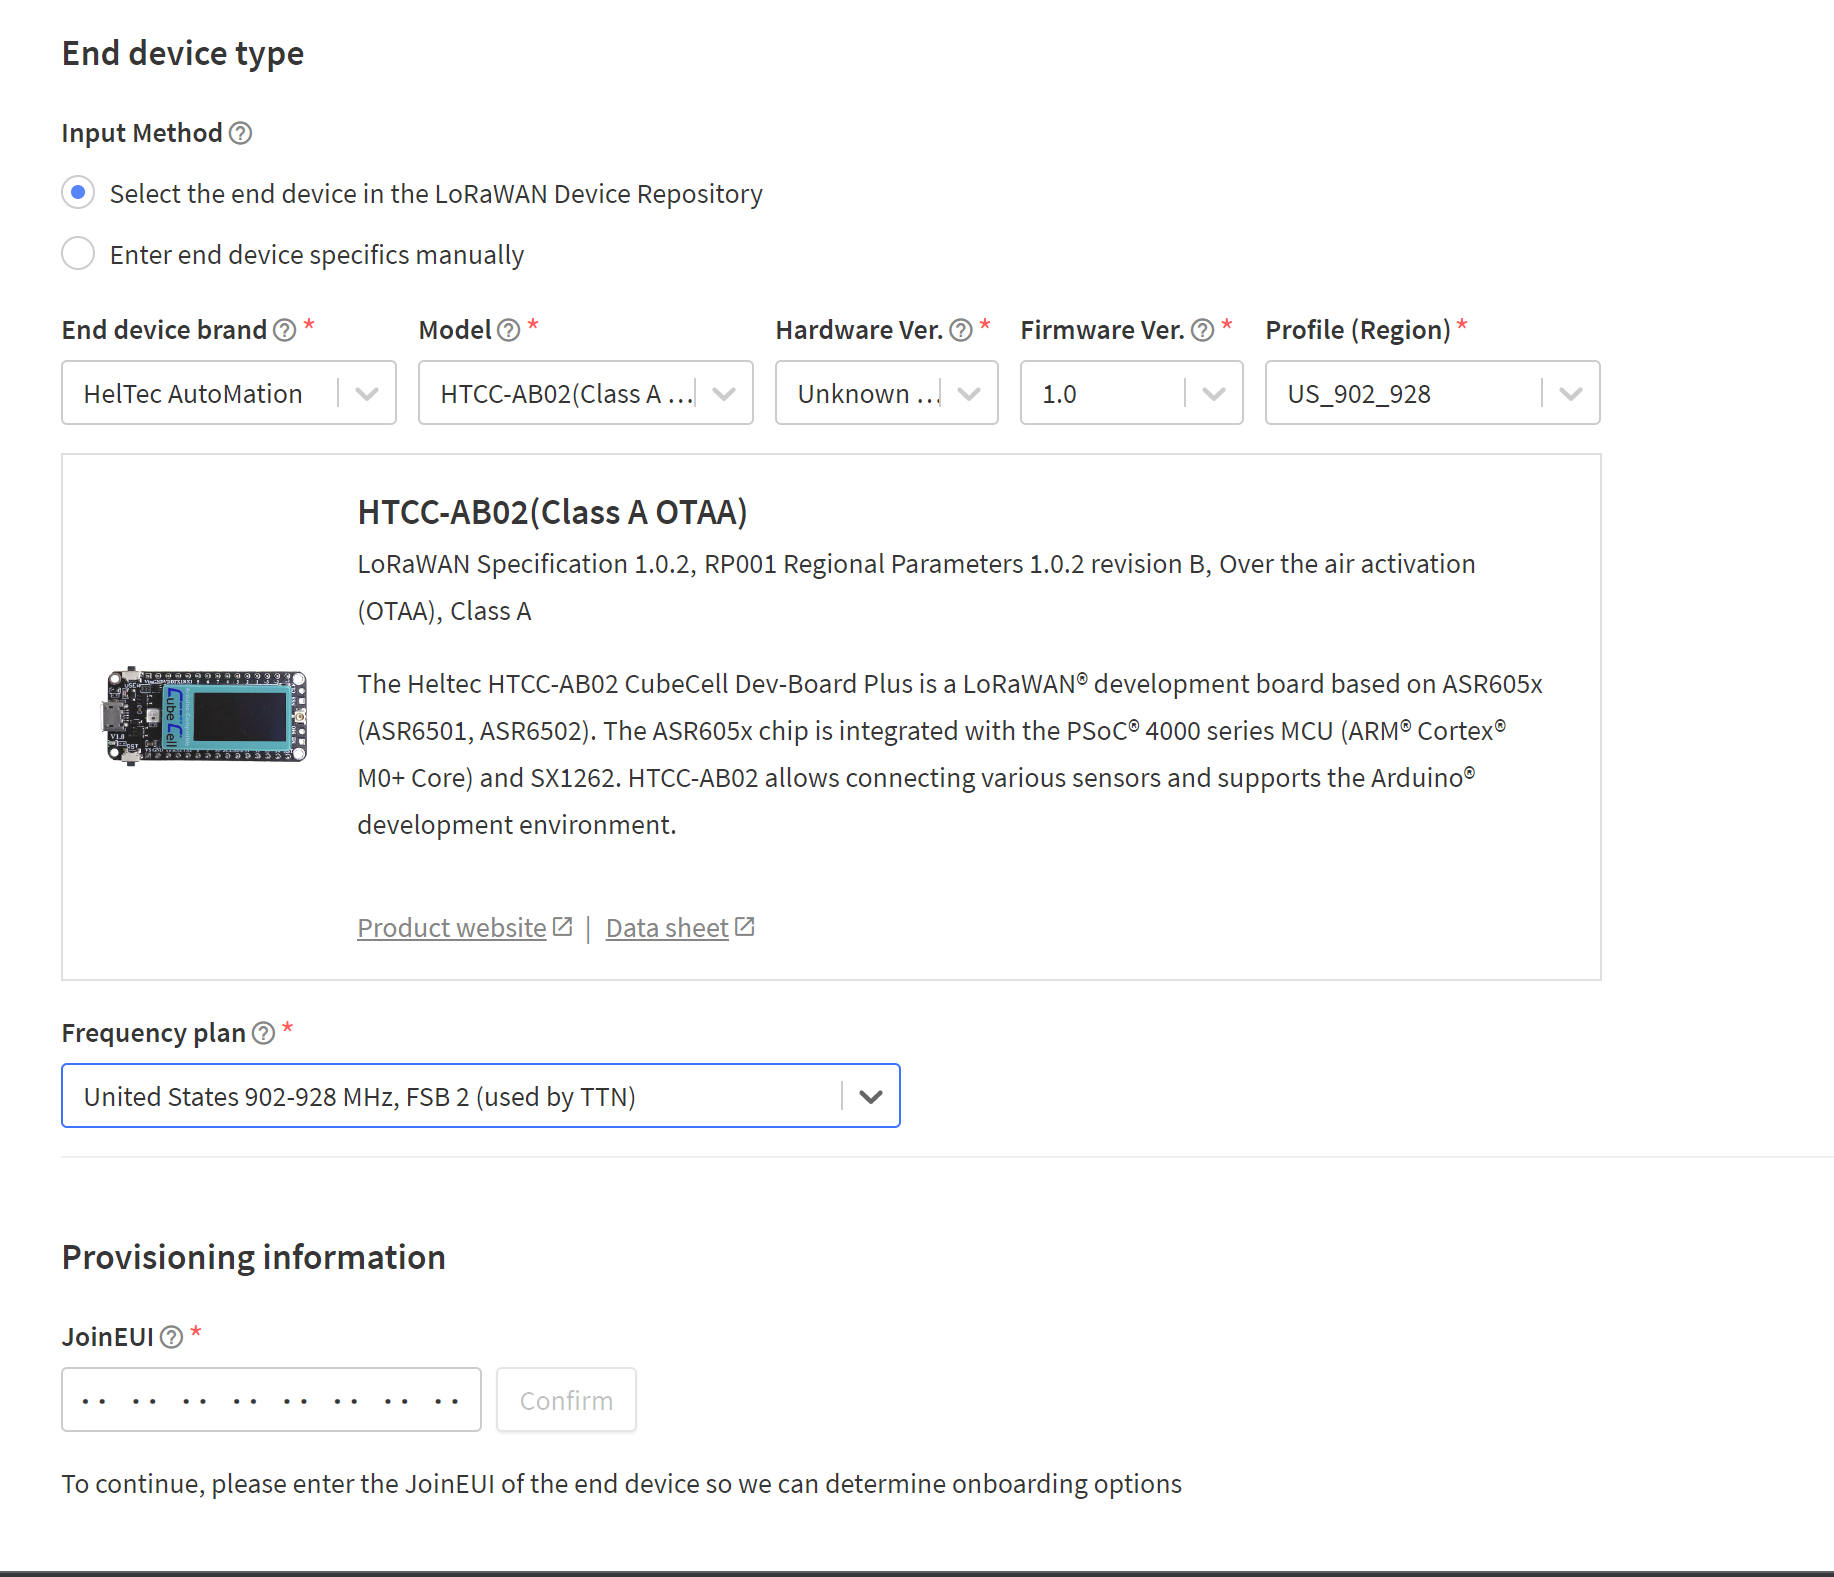 End device type
Input Method
Select the end device in the LoRaWAN Device Repository
Enter end device specifics manually
End device brand *
Model *
Hardware Ver. *
Firmware Ver. *
Profile (Region) *
HelTec AutoMation
HTCC-AB02(Class A ...
Unknown ...
1.0
US_902_928
HTCC-AB02(Class A OTAA)
LoRaWAN Specification 1.0.2, RP001 Regional Parameters 1.0.2 revision B, Over the air activation
(OTAA), Class A
The Heltec HTCC-AB02 CubeCell Dev-Board Plus is a LoRaWAN® development board based on ASR605x
(ASR6501, ASR6502). The ASR605x chip is integrated with the PSoC® 4000 series MCU (ARM® Cortex®
M0+ Core) and SX1262. HTCC-AB02 allows connecting various sensors and supports the Arduino®
development environment.
CubeCell
V1.0
Product website | Data sheet
Frequency plan *
United States 902-928 MHz, FSB 2 (used by TTN)
Provisioning information
JoinEUI *
·· ·· ·· ·· ·· ·· ·· ··
Confirm
To continue, please enter the JoinEUI of the end device so we can determine onboarding options